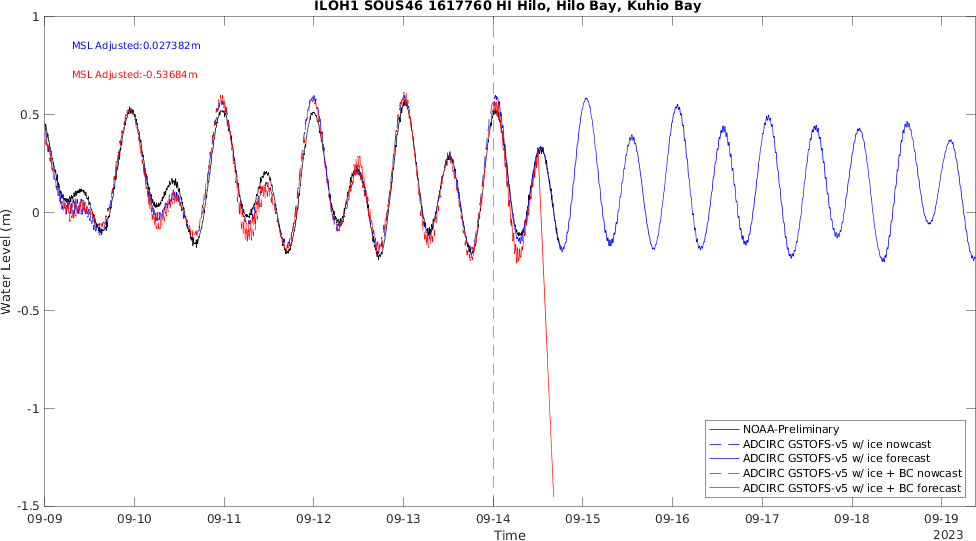 ILOH1 SOUS46 1617760 HI Hilo, Hilo Bay, Kuhio Bay
MSL Adjusted:0.027382m
MSL Adjusted:-0.53684m
1
0.5
0
-0.5
-1
-1.5
Water Level (m)
NOAA-Preliminary
ADCIRC GSTOFS-v5 w/ ice nowcast
ADCIRC GSTOFS-v5 w/ ice forecast
ADCIRC GSTOFS-v5 w/ ice + BC nowcast
ADCIRC GSTOFS-v5 w/ ice + BC forecast
09-09 09-10 09-11 09-12 09-13 09-14 09-15 09-16 09-17 09-18 09-19
Time
2023